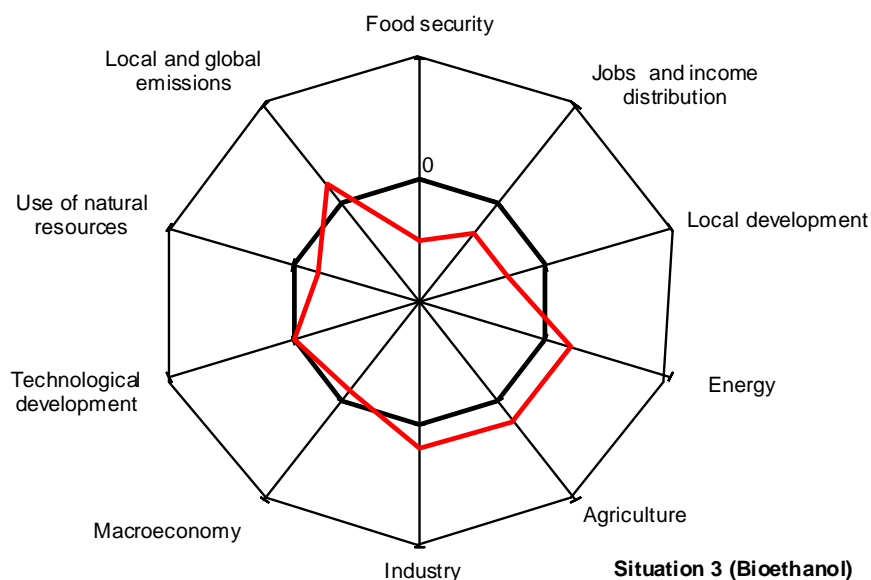 Food security
Local and global
emissions
Jobs and income
distribution
0
Use of natural
resources
Local development
Technological
development
Energy
Macroeconomy
Agriculture
Industry
Situation 3 (Bioethanol)